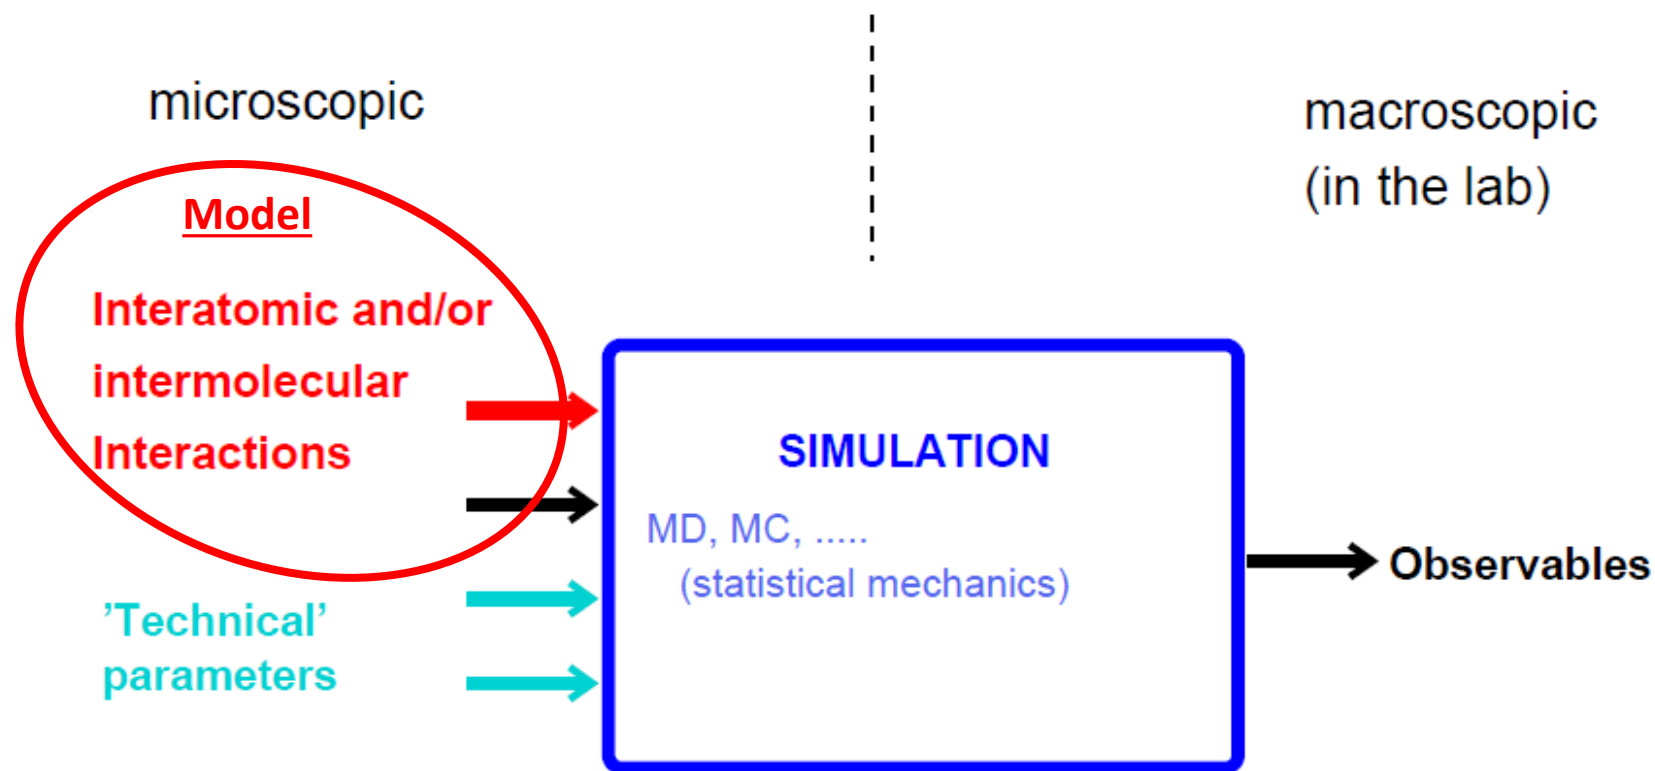 microscopic
macroscopic
(in the lab)
Model
Interatomic and/or
intermolecular
Interactions
SIMULATION
MD, MC, .....
(statistical mechanics)
Observables
’Technical’
parameters